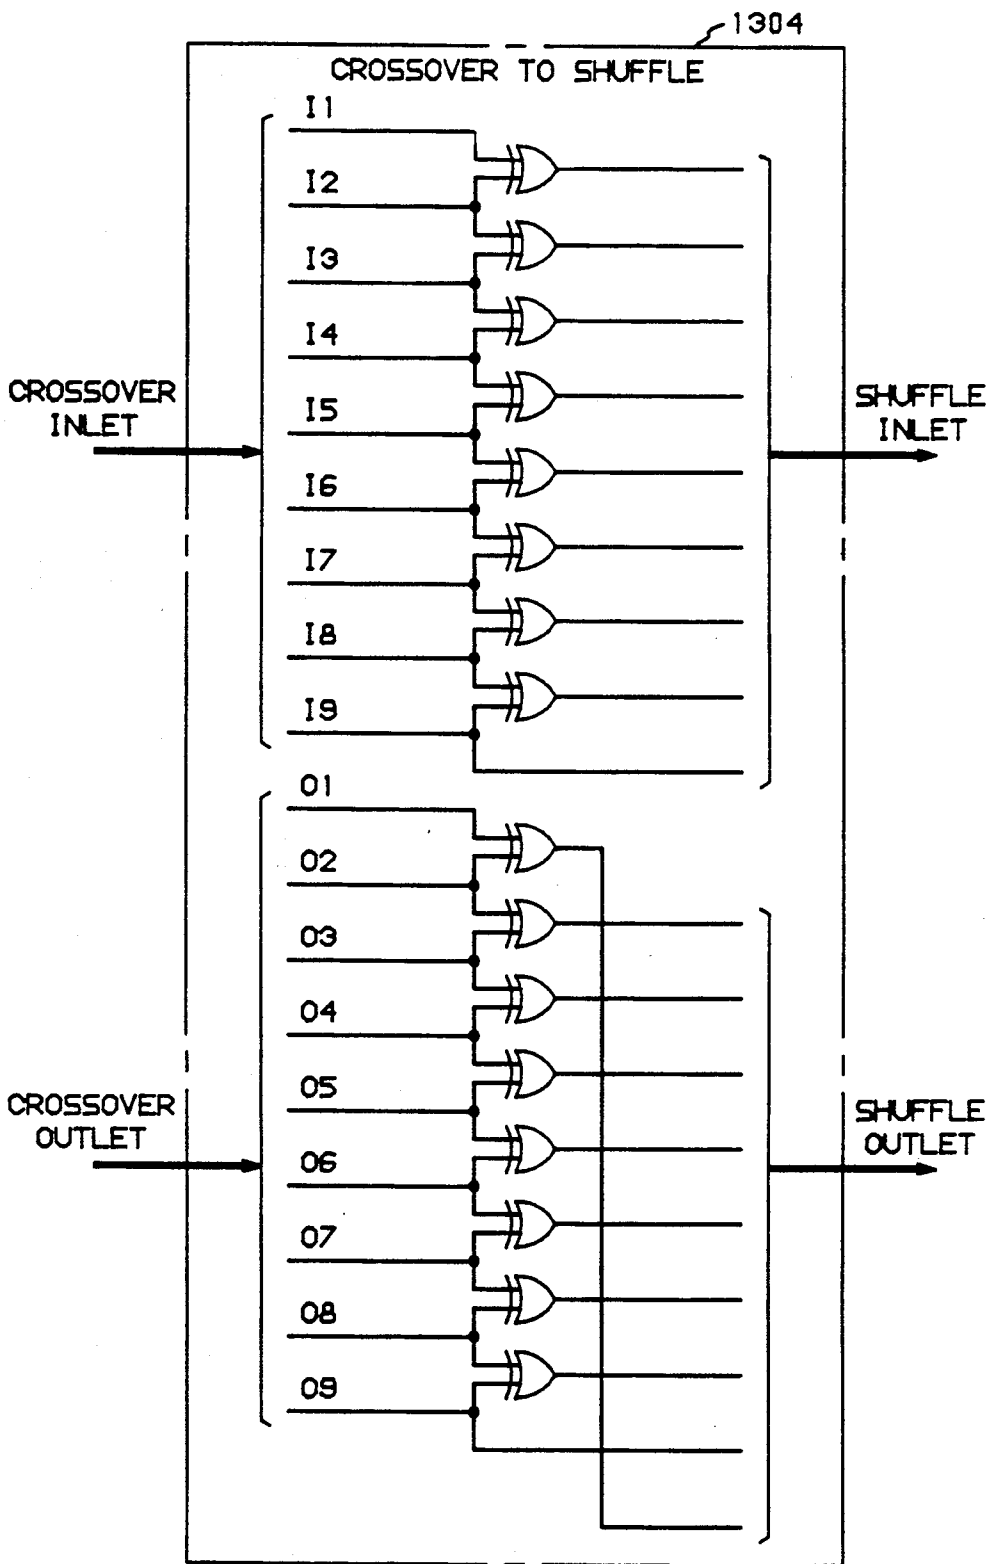 1304
CROSSOVER TO SHUFFLE
I1
I2
I3
I4
CROSSOVER
INLET
I5
SHUFFLE
INLET
I6
I7
I8
I9
O1
O2
O3
O4
O5
CROSSOVER
OUTLET
SHUFFLE
OUTLET
O6
O7
O8
O9